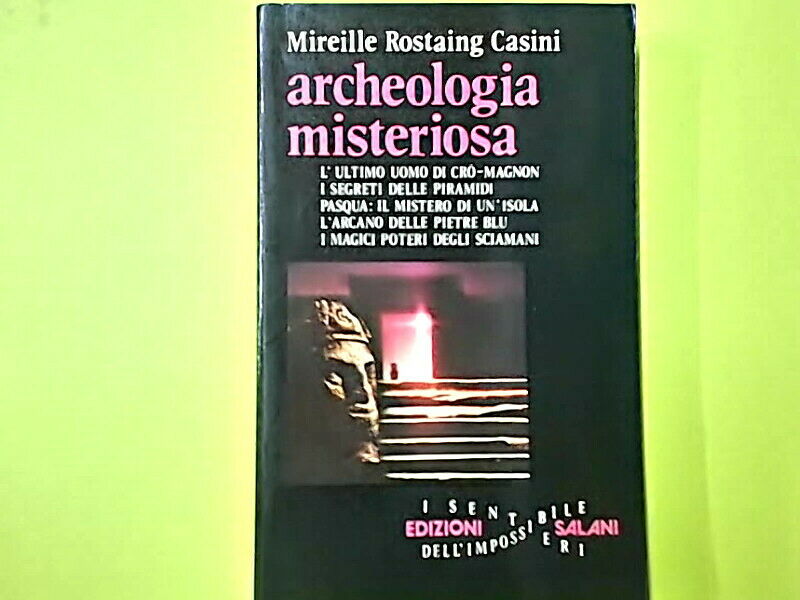 Mireille Rostaing Casini
archeologia
misteriosa
L'ULTIMO UOMO DI CRÔ-MAGNON
I SEGRETI DELLE PIRAMIDI
PASQUA: IL MISTERO DI UN'ISOLA
L'ARCANO DELLE PIETRE BLU
I MAGICI POTERI DEGLI SCIAMANI
I SENTIERI
EDIZIONI SALANI
DELL'IMPOSSIBILE